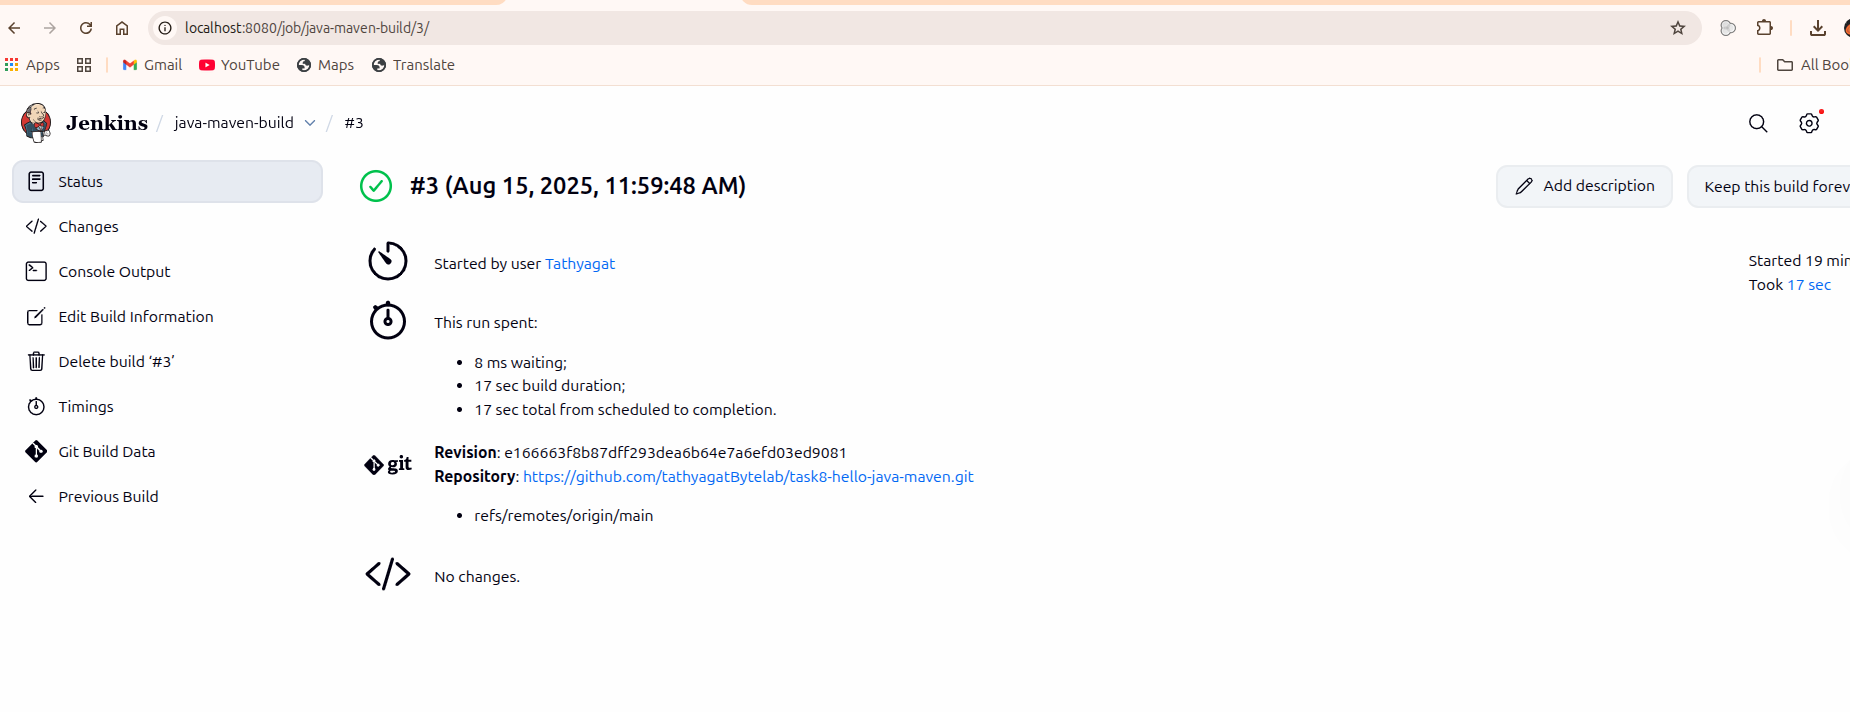 localhost:8080/job/java-maven-build/3/
Apps Gmail YouTube Maps Translate All Boo
Jenkins / java-maven-build / #3
Status
Changes
Console Output
Edit Build Information
Delete build ‘#3’
Timings
Git Build Data
Previous Build
#3 (Aug 15, 2025, 11:59:48 AM)
Add description
Keep this build forev
Started by user Tathyagat
Started 19 min
Took 17 sec
This run spent:
• 8 ms waiting;
• 17 sec build duration;
• 17 sec total from scheduled to completion.
git
Revision: e166663f8b87dff293dea6b64e7a6efd03ed9081
Repository: https://github.com/tathyagatBytelab/task8-hello-java-maven.git
• refs/remotes/origin/main
No changes.